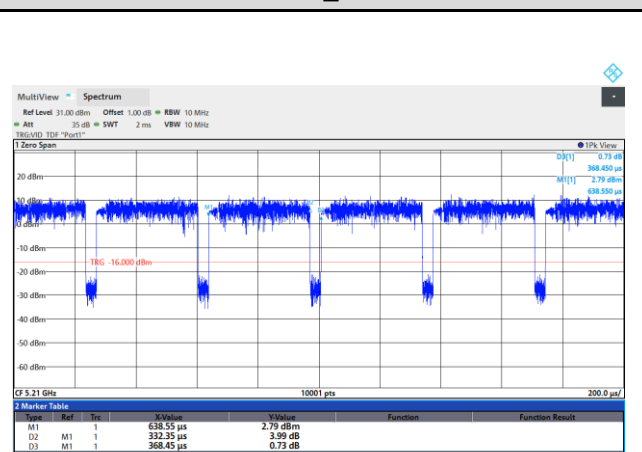 MultiView Spectrum
Ref Level 31.00 dBm Offset 1.00 dB RBW 10 MHz
Att 35 dB SWT 2 ms VBW 10 MHz
TRG:VID TDF "Port1"
1 Zero Span 1Pk View
D3[1] 0.73 dB
368.450 µs
M1[1] 2.79 dBm
638.550 µs
20 dBm
10 dBm
M1
0 dBm
-10 dBm
TRG -16.000 dBm
-20 dBm
-30 dBm
-40 dBm
-50 dBm
-60 dBm
CF 5.21 GHz 10001 pts 200.0 µs/
2 Marker Table
Type Ref Trc X-Value Y-Value Function Function Result
M1 1 638.55 µs 2.79 dBm
D2 M1 1 332.35 µs 3.99 dB
D3 M1 1 368.45 µs 0.73 dB